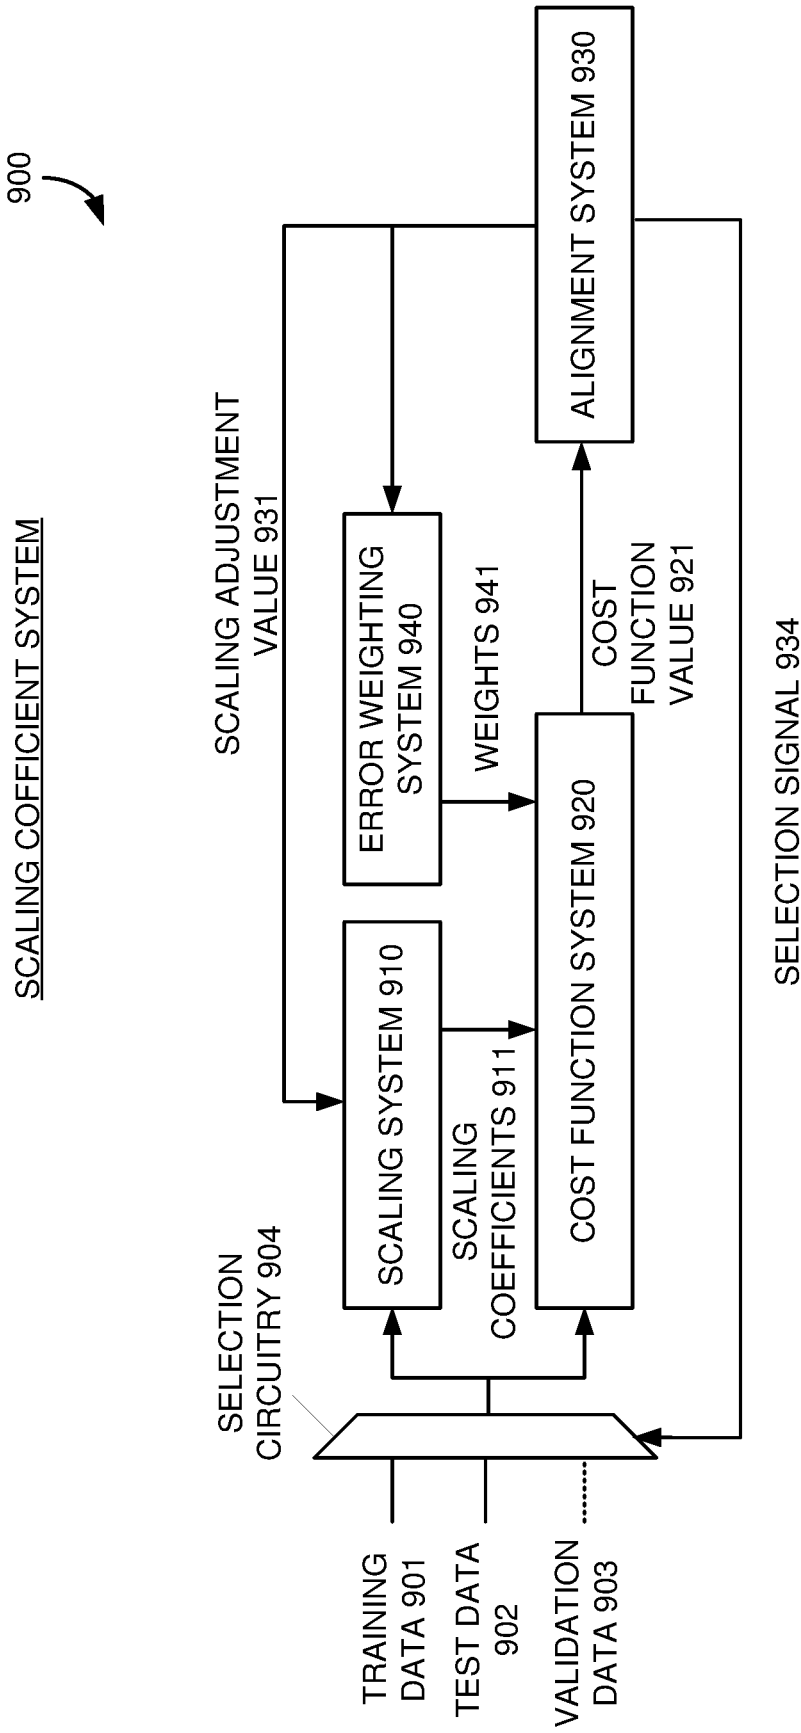 SCALING COFFICIENT SYSTEM
900
SCALING ADJUSTMENT
VALUE 931
SELECTION
CIRCUITRY 904
TRAINING
DATA 901
TEST DATA
902
VALIDATION
DATA 903
SCALING SYSTEM 910
ERROR WEIGHTING
SYSTEM 940
SCALING
COEFFICIENTS 911
WEIGHTS 941
COST FUNCTION SYSTEM 920
COST
FUNCTION
VALUE 921
ALIGNMENT SYSTEM 930
SELECTION SIGNAL 934